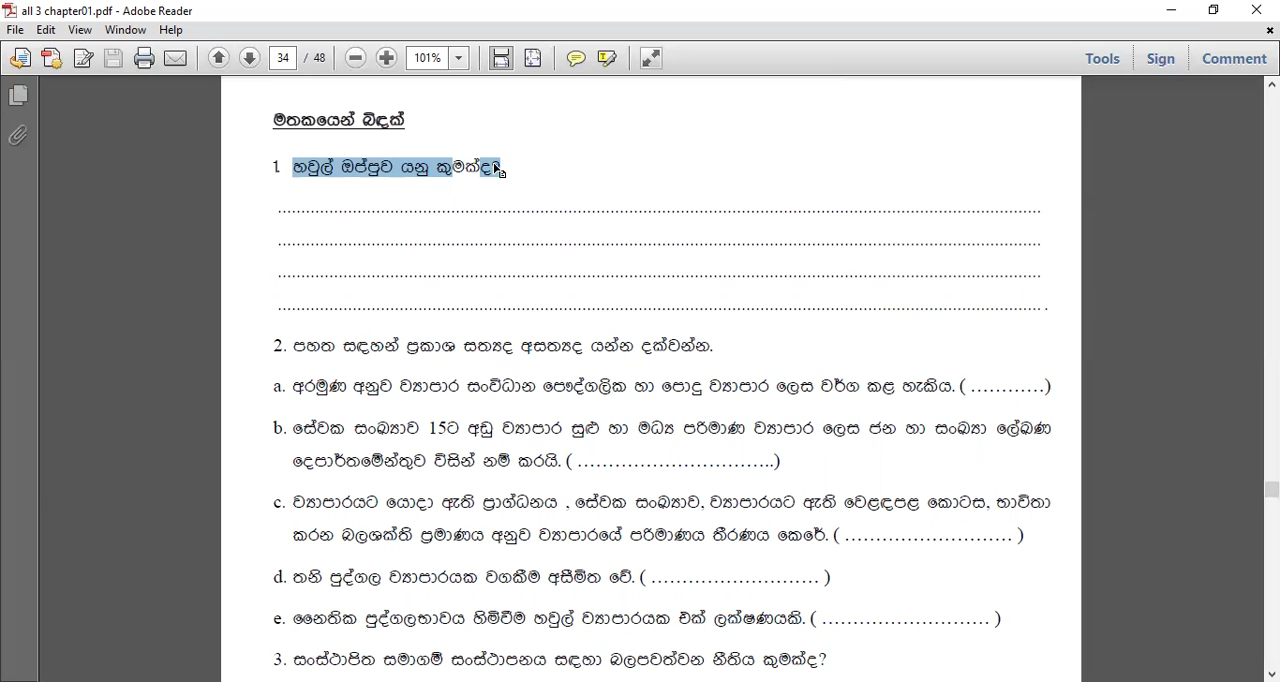 all 3 chapter01.pdf - Adobe Reader
File Edit View Window Help
34 / 48 101% Tools Sign Comment
මතකයෙන් බිඳක්
1. හවුල් ඔප්පුව යනු කුමක්ද
....................................................................................................
....................................................................................................
....................................................................................................
.....................................................................................................
2. පහත සඳහන් ප්‍රකාශ සත්‍යද අසත්‍යද යන්න දක්වන්න.
a. අරමුණ අනුව ව්‍යාපාර සංවිධාන පෞද්ගලික හා පොදු ව්‍යාපාර ලෙස වර්ග කළ හැකිය. ( ............)
b. සේවක සංඛ්‍යාව 15ට අඩු ව්‍යාපාර සුළු හා මධ්‍ය පරිමාණ ව්‍යාපාර ලෙස ජන හා සංඛ්‍යා ලේඛණ
දෙපාර්තමේන්තුව විසින් නම් කරයි. ( ................................)
c. ව්‍යාපාරයට යොදා ඇති ප්‍රාග්ධනය , සේවක සංඛ්‍යාව, ව්‍යාපාරයට ඇති වෙළඳපළ කොටස, භාවිතා
කරන බලශක්ති ප්‍රමාණය අනුව ව්‍යාපාරයේ පරිමාණය තීරණය කෙරේ. ( ........................... )
d. තනි පුද්ගල ව්‍යාපාරයක වගකීම අසීමිත වේ. ( ........................... )
e. නෛතික පුද්ගලභාවය හිමිවීම හවුල් ව්‍යාපාරයක එක් ලක්ෂණයකි. ( ........................... )
3. සංස්ථාපිත සමාගම් සංස්ථාපනය සඳහා බලපවත්වන නීතිය කුමක්ද?